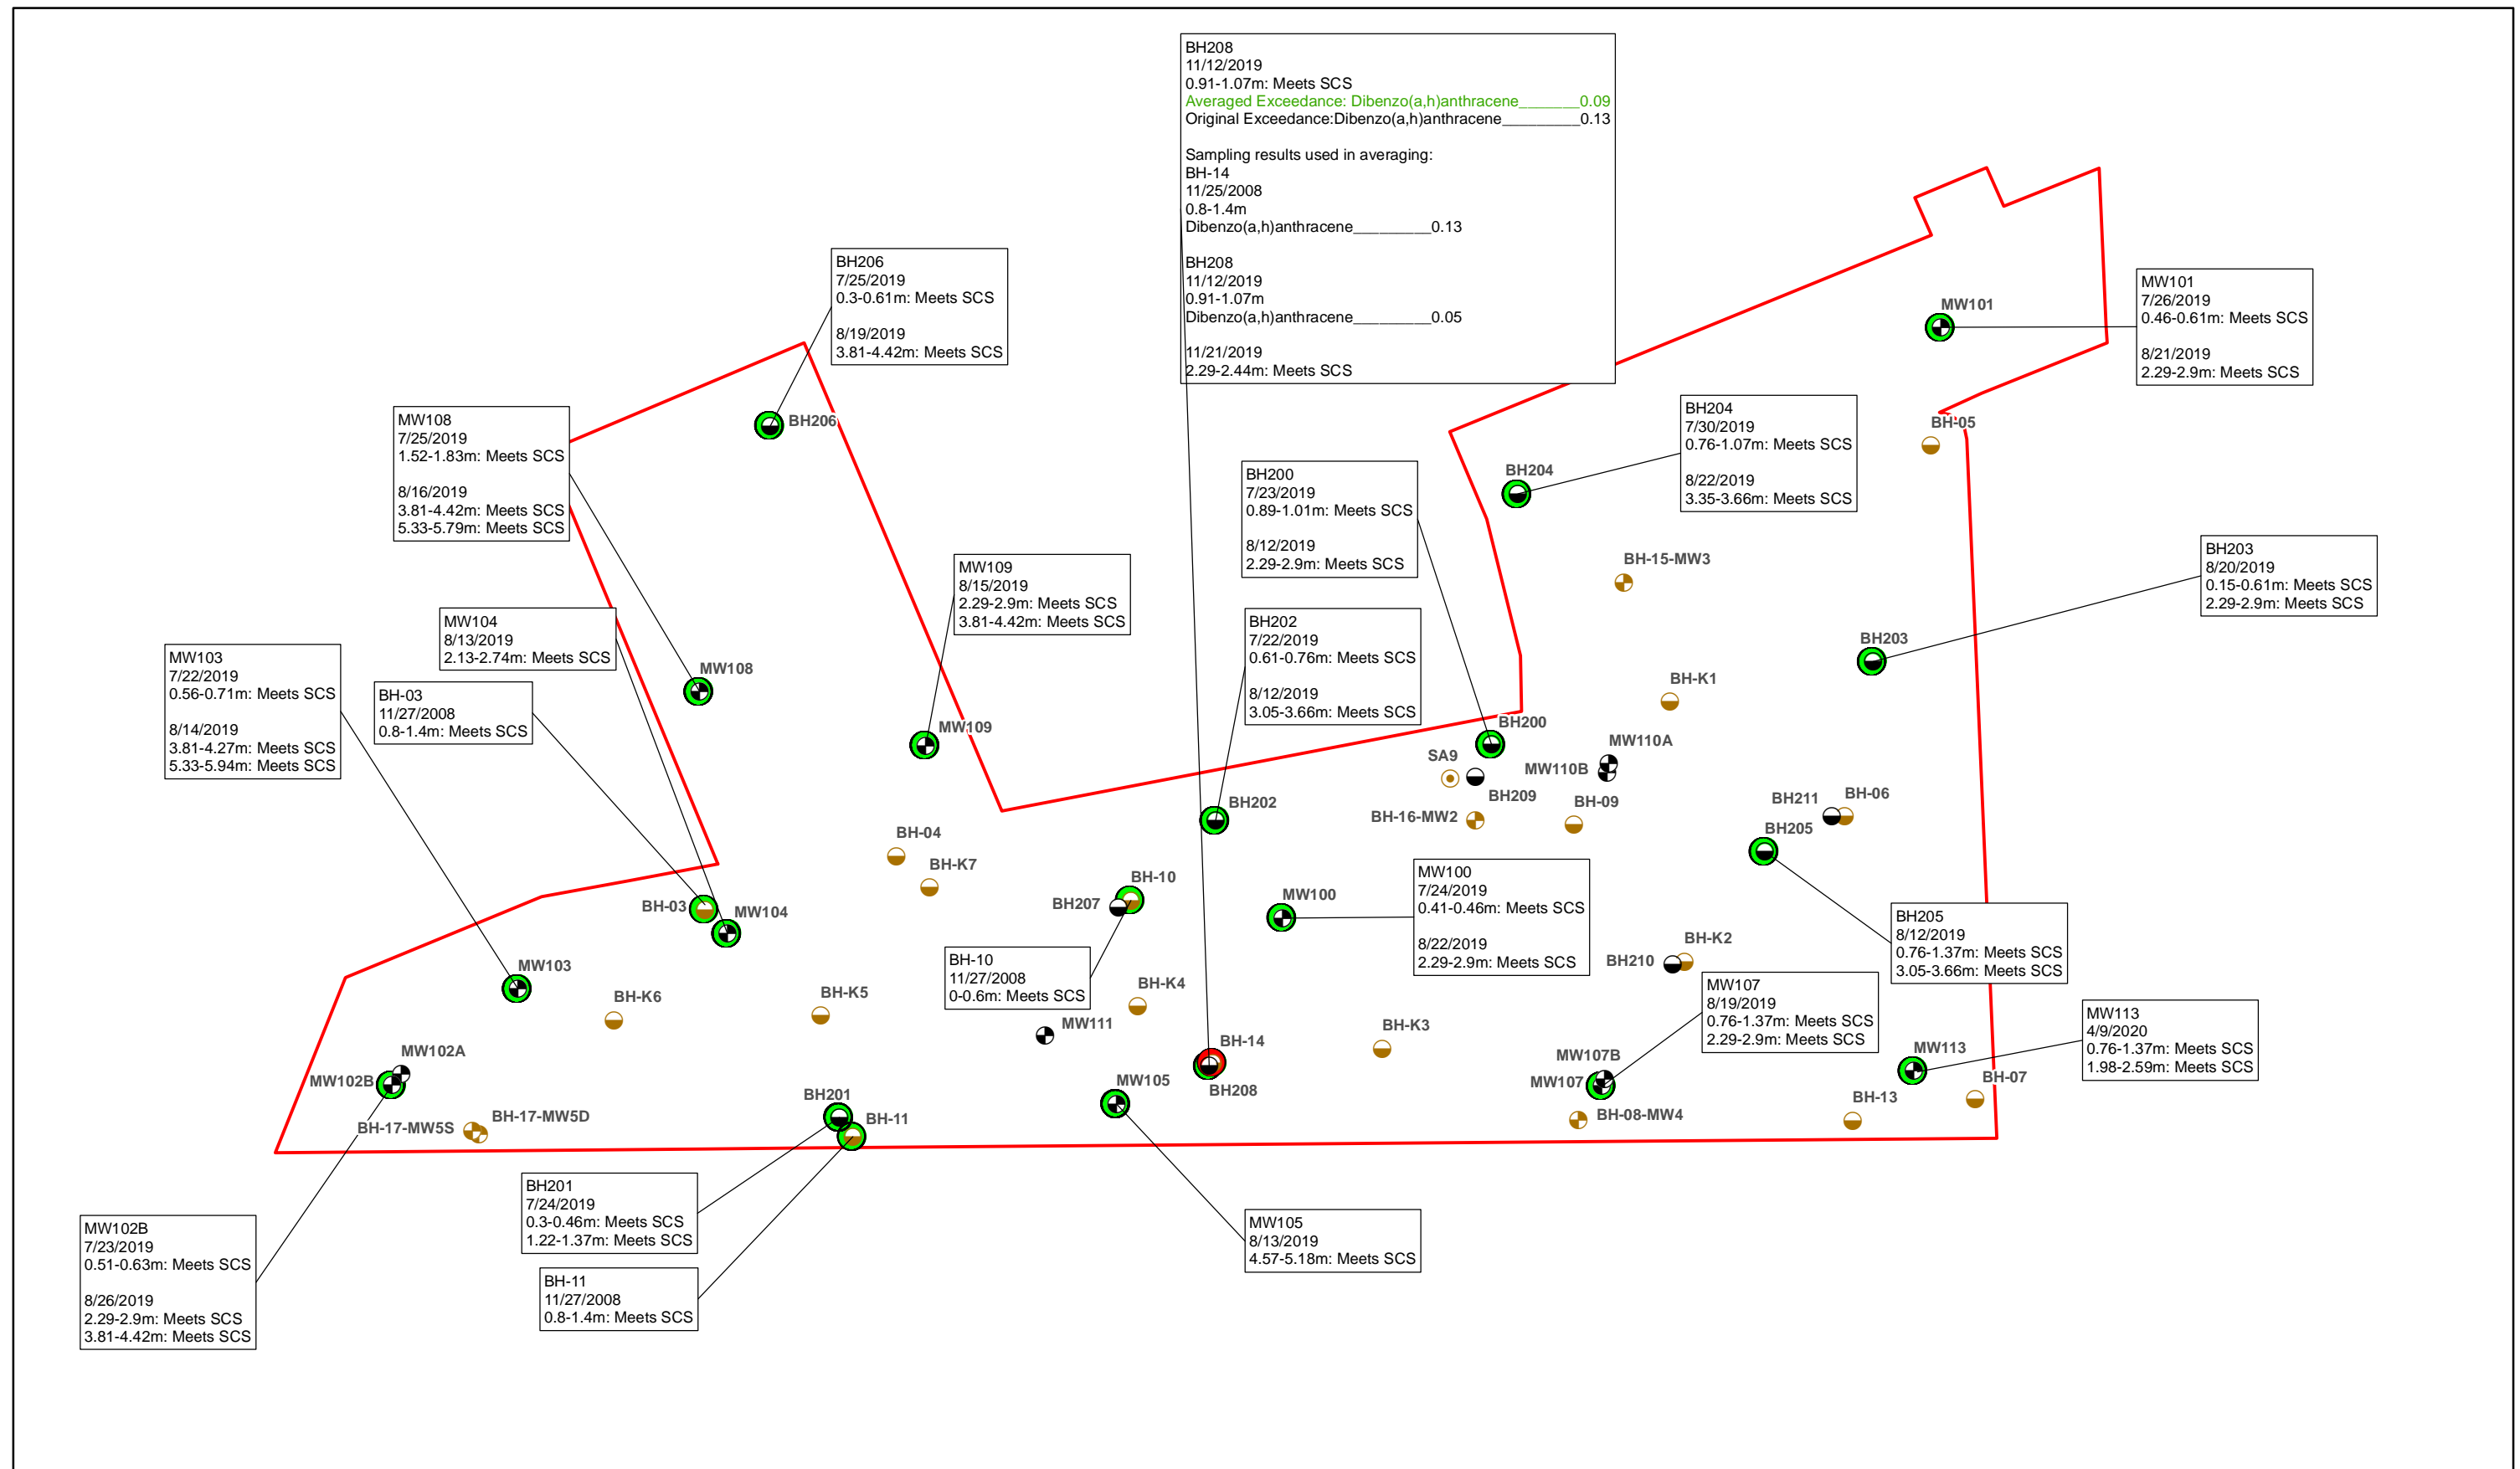 BH208
11/12/2019
0.91-1.07m: Meets SCS
Averaged Exceedance: Dibenzo(a,h)anthracene_______0.09
Original Exceedance:Dibenzo(a,h)anthracene_________0.13
Sampling results used in averaging:
BH-14
11/25/2008
0.8-1.4m
Dibenzo(a,h)anthracene_________0.13
BH208
11/12/2019
0.91-1.07m
Dibenzo(a,h)anthracene_________0.05
11/21/2019
2.29-2.44m: Meets SCS
BH206
7/25/2019
0.3-0.61m: Meets SCS
8/19/2019
3.81-4.42m: Meets SCS
MW101
7/26/2019
0.46-0.61m: Meets SCS
8/21/2019
2.29-2.9m: Meets SCS
MW101
MW108
7/25/2019
1.52-1.83m: Meets SCS
8/16/2019
3.81-4.42m: Meets SCS
5.33-5.79m: Meets SCS
BH206
BH204
7/30/2019
0.76-1.07m: Meets SCS
8/22/2019
3.35-3.66m: Meets SCS
BH-05
BH200
7/23/2019
0.89-1.01m: Meets SCS
8/12/2019
2.29-2.9m: Meets SCS
BH204
BH203
8/20/2019
0.15-0.61m: Meets SCS
2.29-2.9m: Meets SCS
MW109
8/15/2019
2.29-2.9m: Meets SCS
3.81-4.42m: Meets SCS
BH-15-MW3
MW104
8/13/2019
2.13-2.74m: Meets SCS
BH202
7/22/2019
0.61-0.76m: Meets SCS
8/12/2019
3.05-3.66m: Meets SCS
BH203
MW103
7/22/2019
0.56-0.71m: Meets SCS
8/14/2019
3.81-4.27m: Meets SCS
5.33-5.94m: Meets SCS
BH-03
11/27/2008
0.8-1.4m: Meets SCS
MW108
BH-K1
MW109
BH200
MW110A
SA9
MW110B
BH209
BH-09
BH211
BH-06
BH202
BH-16-MW2
BH205
BH-04
BH-K7
BH-10
BH207
MW100
MW100
7/24/2019
0.41-0.46m: Meets SCS
8/22/2019
2.29-2.9m: Meets SCS
BH-03
MW104
BH205
8/12/2019
0.76-1.37m: Meets SCS
3.05-3.66m: Meets SCS
BH-K2
BH210
BH-10
11/27/2008
0-0.6m: Meets SCS
MW103
MW107
8/19/2019
0.76-1.37m: Meets SCS
2.29-2.9m: Meets SCS
BH-K4
BH-K6
BH-K5
MW113
4/9/2020
0.76-1.37m: Meets SCS
1.98-2.59m: Meets SCS
MW111
BH-K3
BH-14
MW102A
MW102B
MW107B
MW107
MW113
MW105
BH208
BH-07
BH201
BH-11
BH-17-MW5D
BH-17-MW5S
BH-08-MW4
BH-13
BH201
7/24/2019
0.3-0.46m: Meets SCS
1.22-1.37m: Meets SCS
MW105
8/13/2019
4.57-5.18m: Meets SCS
MW102B
7/23/2019
0.51-0.63m: Meets SCS
8/26/2019
2.29-2.9m: Meets SCS
3.81-4.42m: Meets SCS
BH-11
11/27/2008
0.8-1.4m: Meets SCS